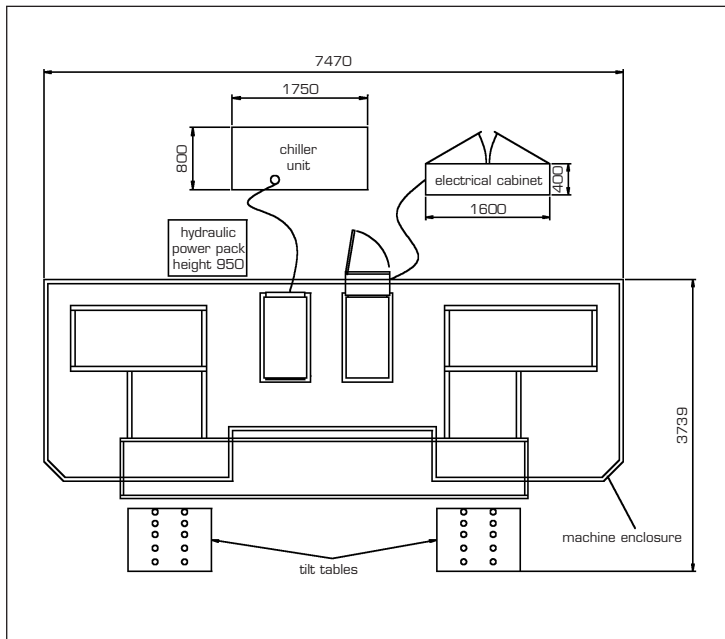 7470
1750
800
chiller
unit
electrical cabinet
400
1600
hydraulic
power pack
height 950
3739
machine enclosure
tilt tables